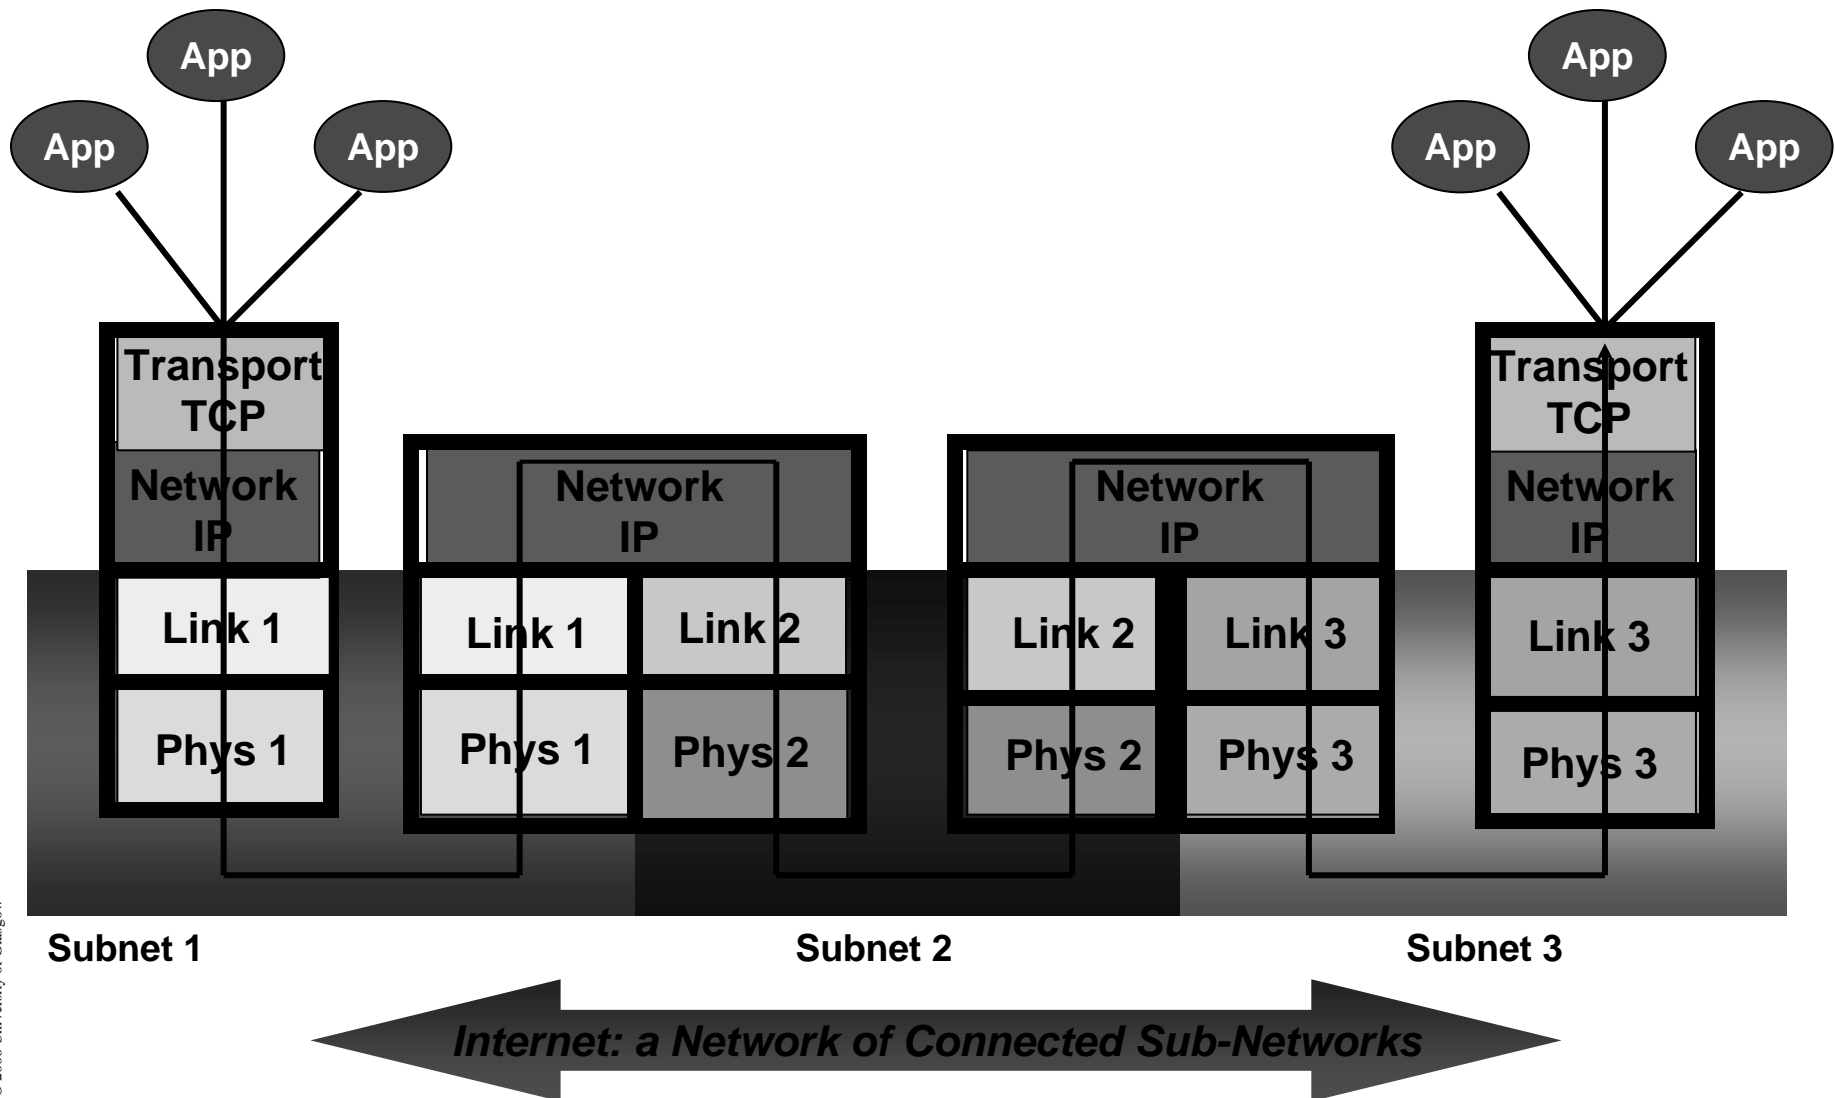 App
App
App
App
App
App
Transport
TCP
Network
IP
Link 1
Phys 1
Network
IP
Link 1
Link 2
Phys 1
Phys 2
Network
IP
Link 2
Link 3
Phys 2
Phys 3
Transport
TCP
Network
IP
Link 3
Phys 3
Subnet 1
Subnet 2
Subnet 3
Internet: a Network of Connected Sub-Networks